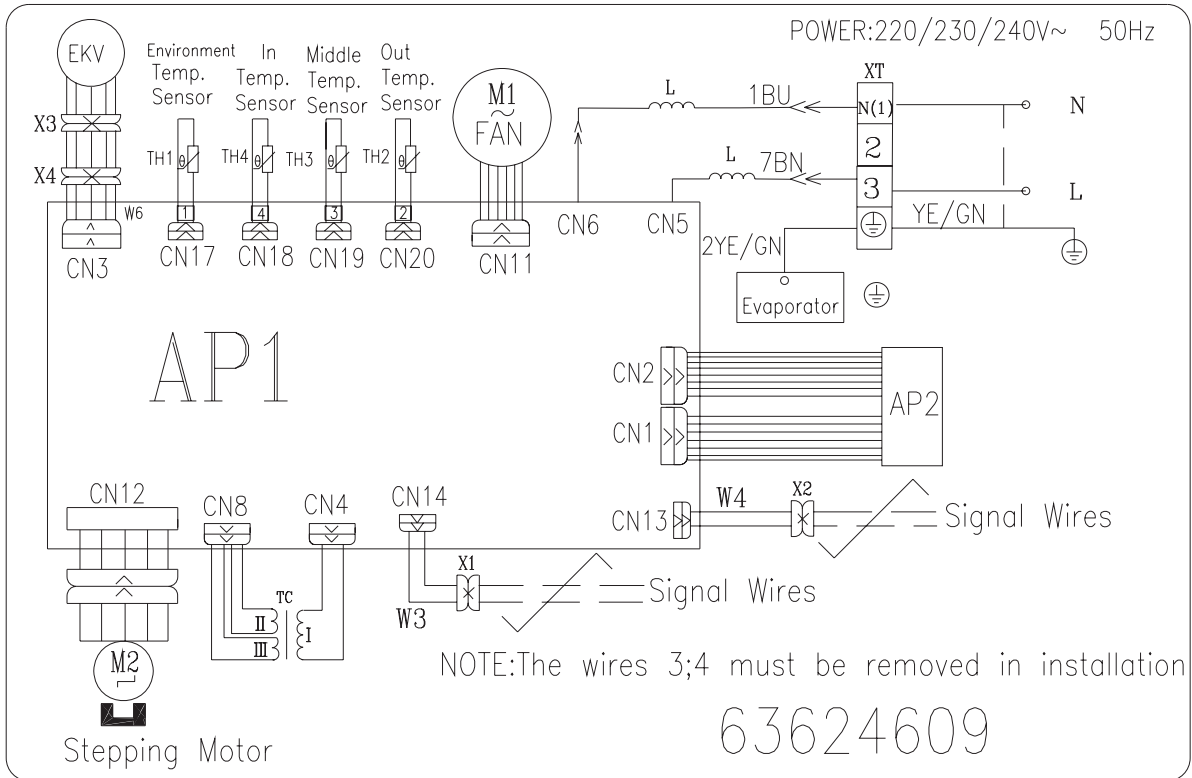 POWER:220/230/240V~ 50Hz
EKV
Environment
Temp.
Sensor
In
Temp.
Sensor
Middle
Temp.
Sensor
Out
Temp.
Sensor
M1
~
FAN
L
1BU
XT
N(1)
N
X3
2
TH1
θ
TH4
θ
TH3
θ
TH2
θ
L
7BN
3
L
X4
W6
1
4
3
2
CN6
CN5
YE/GN
CN3
CN17
CN18
CN19
CN20
CN11
2YE/GN
Evaporator
AP1
CN2
CN1
AP2
CN12
CN8
CN4
CN14
CN13
W4
X2
Signal Wires
X1
Signal Wires
W3
TC
II
III
I
M2
NOTE:The wires 3;4 must be removed in installation
63624609
Stepping Motor